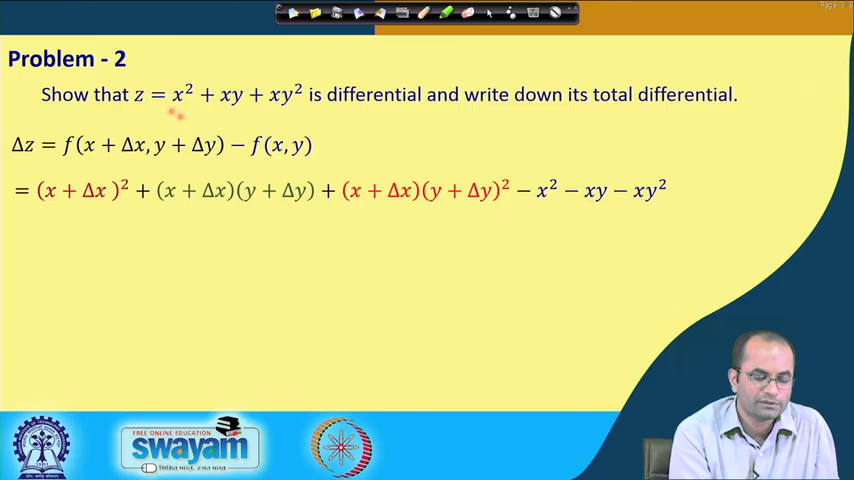 Problem - 2
Show that z = x² + xy + xy² is differential and write down its total differential.
Δz = f(x + Δx, y + Δy) − f(x, y)
= (x + Δx )² + (x + Δx)(y + Δy) + (x + Δx)(y + Δy)² − x² − xy − xy²
FREE ONLINE EDUCATION
swayam